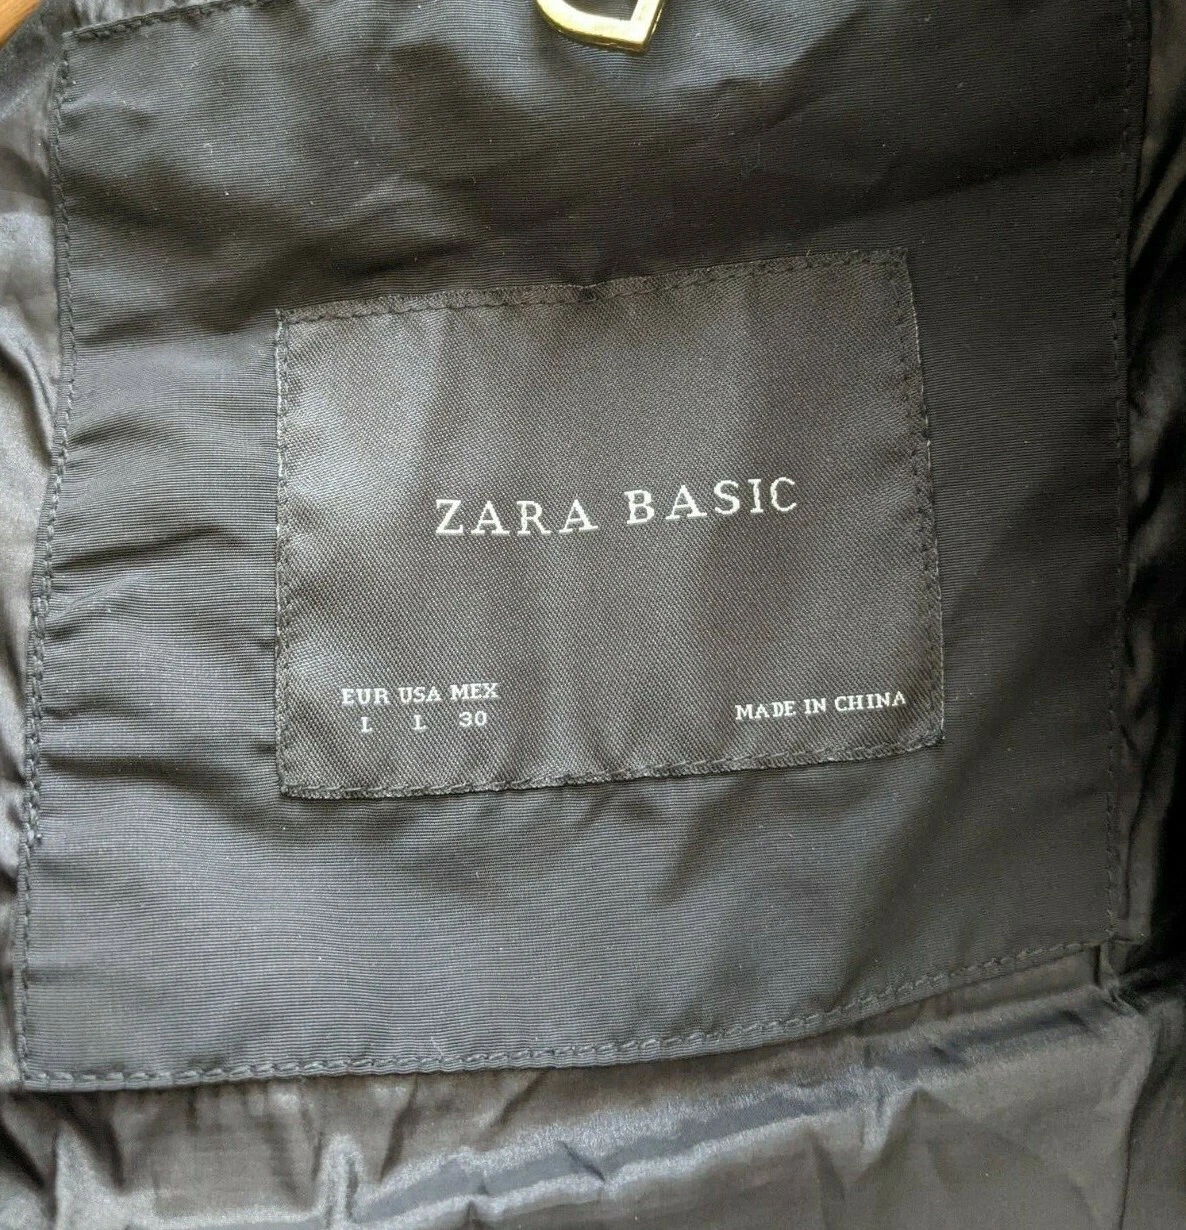 ZARA BASIC
EUR USA MEX
L L 30
MADE IN CHINA